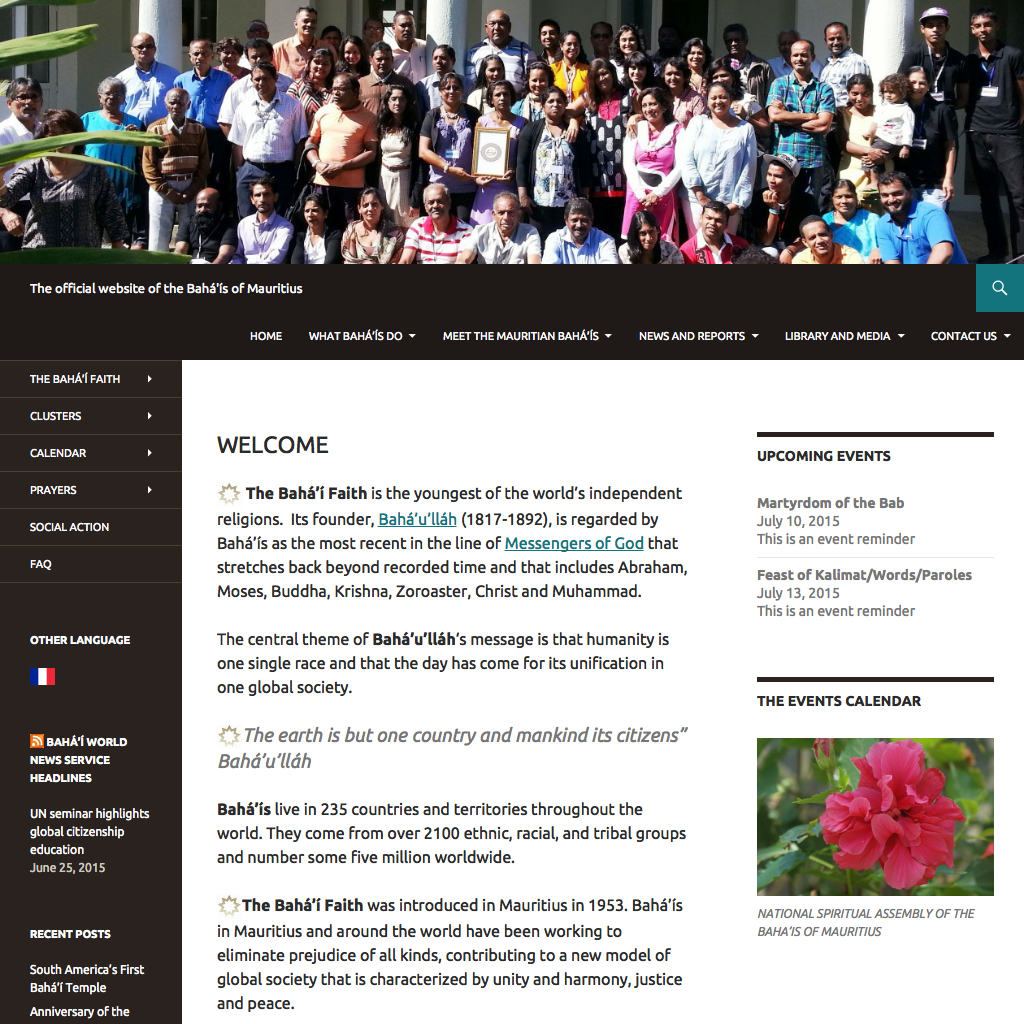 The official website of the Bahá'ís of Mauritius
HOME
WHAT BAHÁ'ÍS DO
MEET THE MAURITIAN BAHÁ'ÍS
NEWS AND REPORTS
LIBRARY AND MEDIA
CONTACT US
THE BAHÁ'Í FAITH
CLUSTERS
CALENDAR
PRAYERS
SOCIAL ACTION
FAQ
OTHER LANGUAGE
BAHÁ'Í WORLD
NEWS SERVICE
HEADLINES
UN seminar highlights
global citizenship
education
June 25, 2015
RECENT POSTS
South America's First
Bahá'í Temple
Anniversary of the
WELCOME
The Bahá'í Faith is the youngest of the world's independent
religions.  Its founder, Bahá'u'lláh (1817-1892), is regarded by
Bahá'ís as the most recent in the line of Messengers of God that
stretches back beyond recorded time and that includes Abraham,
Moses, Buddha, Krishna, Zoroaster, Christ and Muhammad.
The central theme of Bahá'u'lláh's message is that humanity is
one single race and that the day has come for its unification in
one global society.
The earth is but one country and mankind its citizens”
Bahá'u'lláh
Bahá'ís live in 235 countries and territories throughout the
world. They come from over 2100 ethnic, racial, and tribal groups
and number some five million worldwide.
The Bahá'í Faith was introduced in Mauritius in 1953. Bahá'ís
in Mauritius and around the world have been working to
eliminate prejudice of all kinds, contributing to a new model of
global society that is characterized by unity and harmony, justice
and peace.
UPCOMING EVENTS
Martyrdom of the Bab
July 10, 2015
This is an event reminder
Feast of Kalimat/Words/Paroles
July 13, 2015
This is an event reminder
THE EVENTS CALENDAR
NATIONAL SPIRITUAL ASSEMBLY OF THE
BAHA'IS OF MAURITIUS